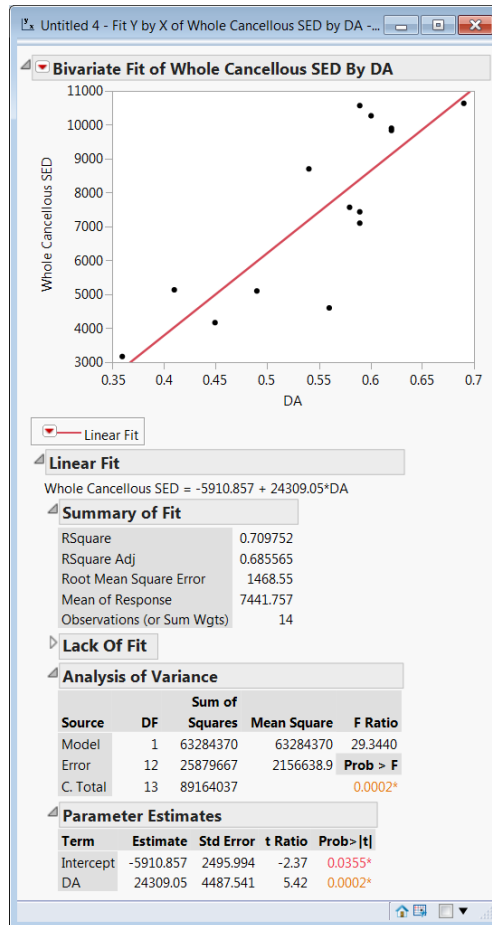 Untitled 4 - Fit Y by X of Whole Cancellous SED by DA -...
Bivariate Fit of Whole Cancellous SED By DA
11000
10000
9000
8000
7000
6000
5000
4000
3000
Whole Cancellous SED
0.35 0.4 0.45 0.5 0.55 0.6 0.65 0.7
DA
Linear Fit
Linear Fit
Whole Cancellous SED = -5910.857 + 24309.05*DA
Summary of Fit
RSquare 0.709752
RSquare Adj 0.685565
Root Mean Square Error 1468.55
Mean of Response 7441.757
Observations (or Sum Wgts) 14
Lack Of Fit
Analysis of Variance
Sum of
Source DF Squares Mean Square F Ratio
Model 1 63284370 63284370 29.3440
Error 12 25879667 2156638.9 Prob > F
C. Total 13 89164037 0.0002*
Parameter Estimates
Term Estimate Std Error t Ratio Prob>|t|
Intercept -5910.857 2495.994 -2.37 0.0355*
DA 24309.05 4487.541 5.42 0.0002*